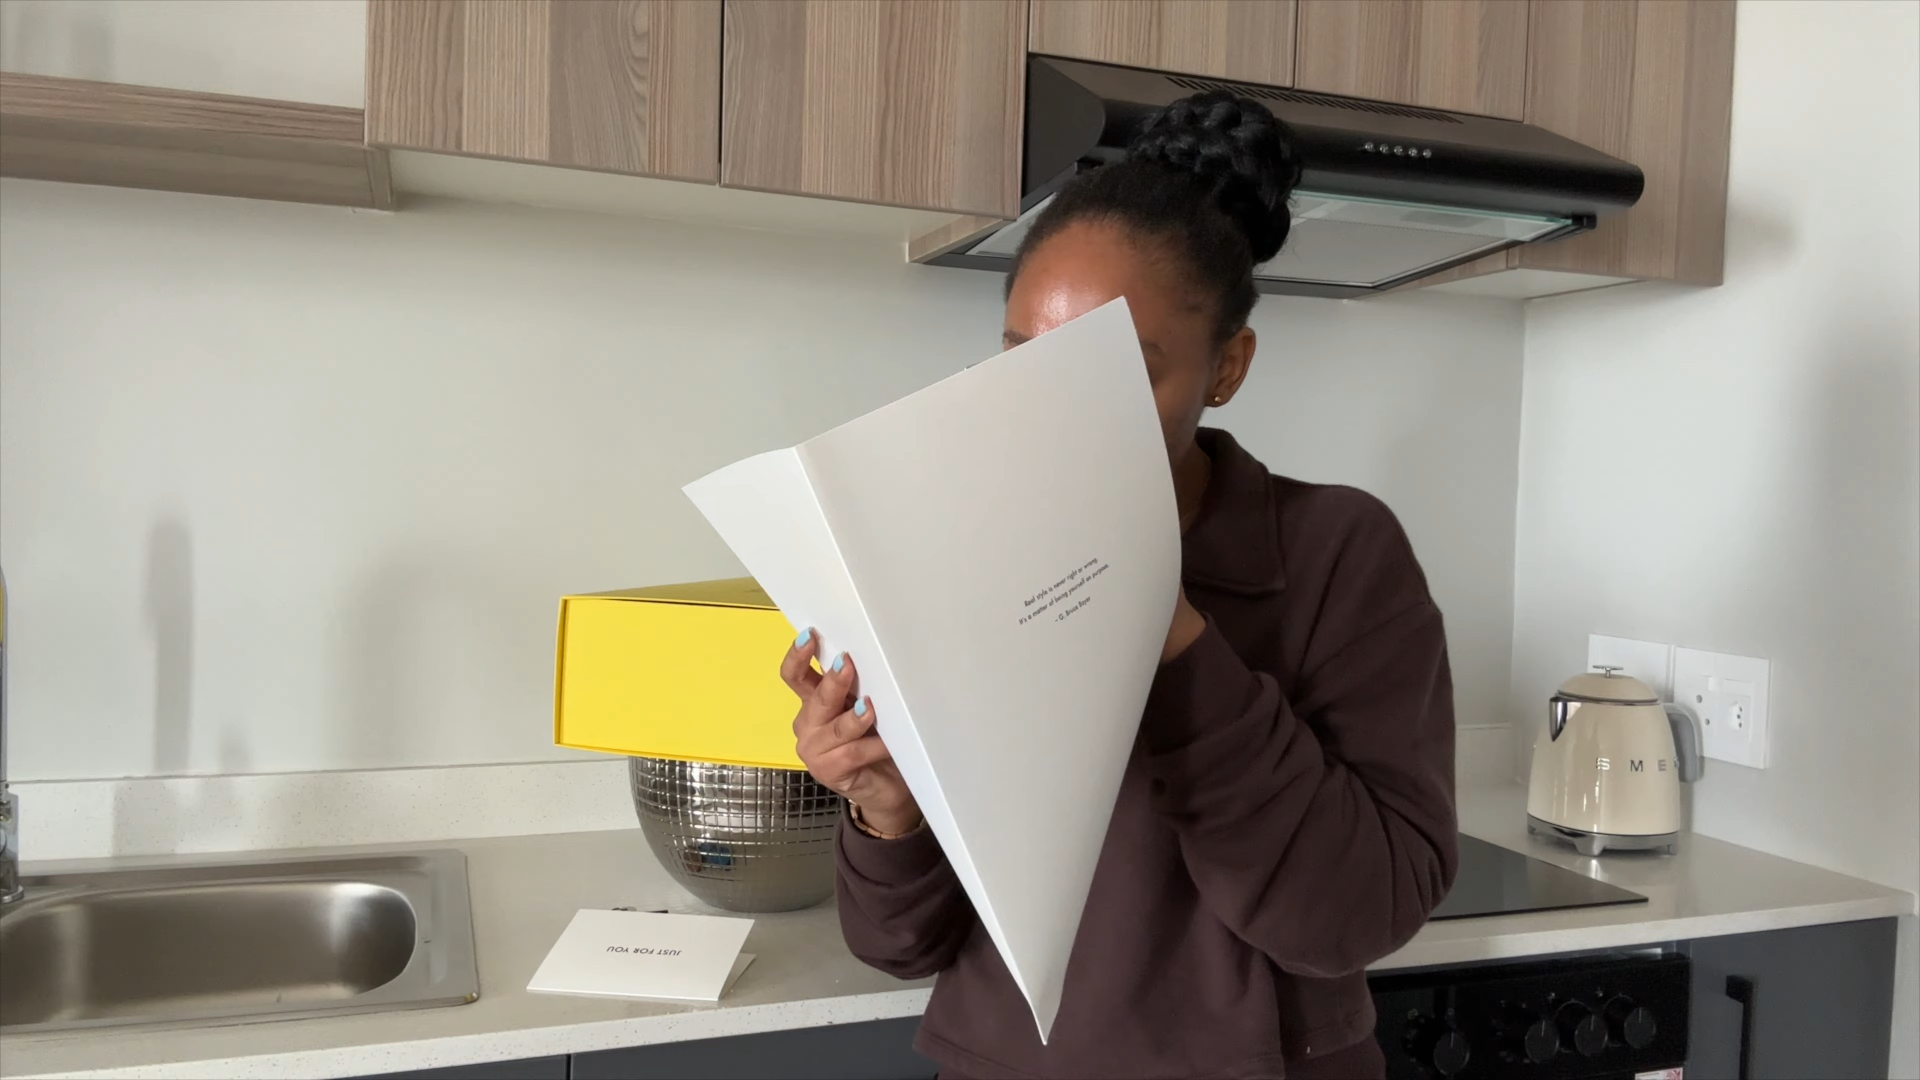 Real style is never right or wrong.
It's a matter of being yourself on purpose.
- G. Bruce Boyer
JUST FOR YOU
SMEG